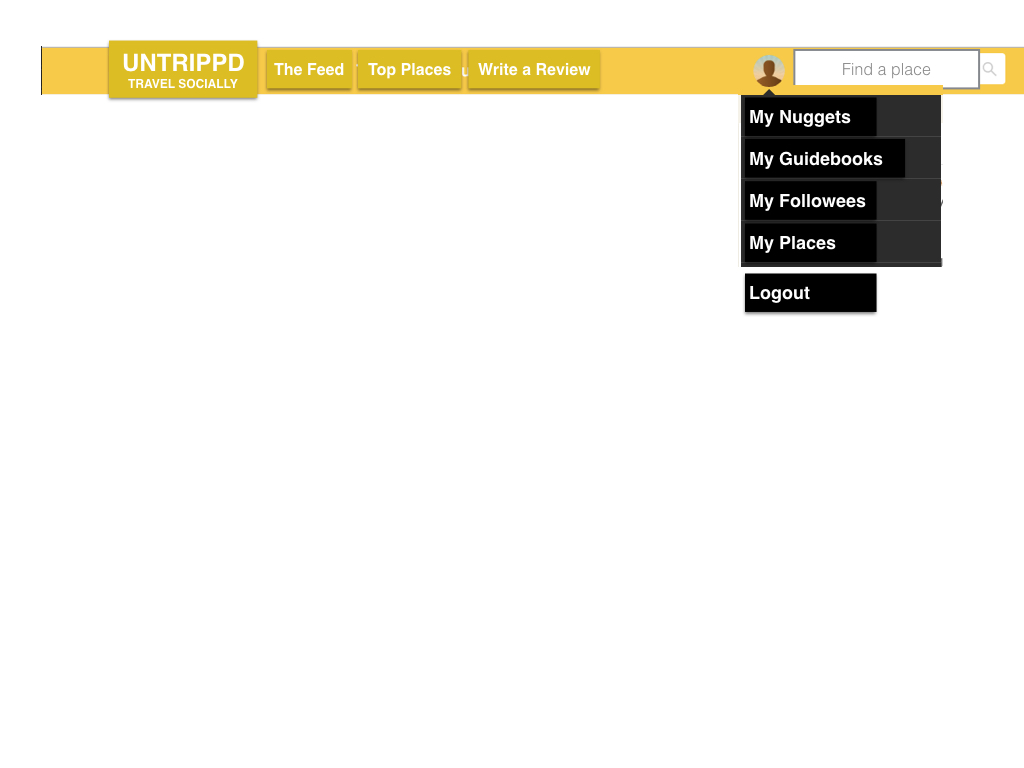 UNTRIPPD
TRAVEL SOCIALLY
The Feed
Top Places
Write a Review
Find a place
My Nuggets
My Guidebooks
My Followees
My Places
Logout